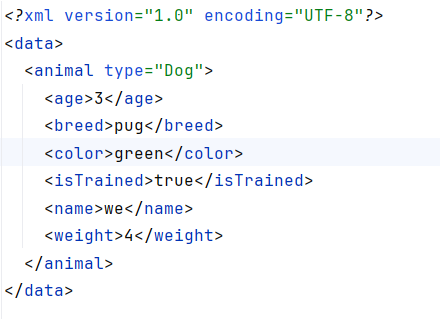 <?xml version="1.0" encoding="UTF-8"?>
<data>
<animal type="Dog">
<age>3</age>
<breed>pug</breed>
<color>green</color>
<isTrained>true</isTrained>
<name>we</name>
<weight>4</weight>
</animal>
</data>